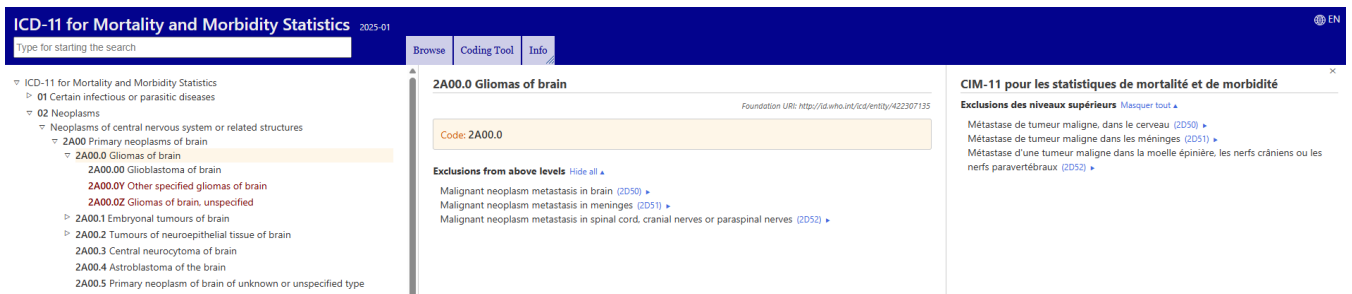 ICD-11 for Mortality and Morbidity Statistics 2025-01
EN
Type for starting the search
Browse
Coding Tool
Info
▿ ICD-11 for Mortality and Morbidity Statistics
▹ 01 Certain infectious or parasitic diseases
▿ 02 Neoplasms
▿ Neoplasms of central nervous system or related structures
▿ 2A00 Primary neoplasms of brain
▿ 2A00.0 Gliomas of brain
2A00.00 Glioblastoma of brain
2A00.0Y Other specified gliomas of brain
2A00.0Z Gliomas of brain, unspecified
▹ 2A00.1 Embryonal tumours of brain
▹ 2A00.2 Tumours of neuroepithelial tissue of brain
2A00.3 Central neurocytoma of brain
2A00.4 Astroblastoma of the brain
2A00.5 Primary neoplasm of brain of unknown or unspecified type
2A00.0 Gliomas of brain
Foundation URI: http://id.who.int/icd/entity/422307135
Code: 2A00.0
Exclusions from above levels Hide all ▴
Malignant neoplasm metastasis in brain (2D50) ▸
Malignant neoplasm metastasis in meninges (2D51) ▸
Malignant neoplasm metastasis in spinal cord, cranial nerves or paraspinal nerves (2D52) ▸
×
CIM-11 pour les statistiques de mortalité et de morbidité
Exclusions des niveaux supérieurs Masquer tout ▴
Métastase de tumeur maligne, dans le cerveau (2D50) ▸
Métastase de tumeur maligne dans les méninges (2D51) ▸
Métastase d'une tumeur maligne dans la moelle épinière, les nerfs crâniens ou les
nerfs paravertébraux (2D52) ▸